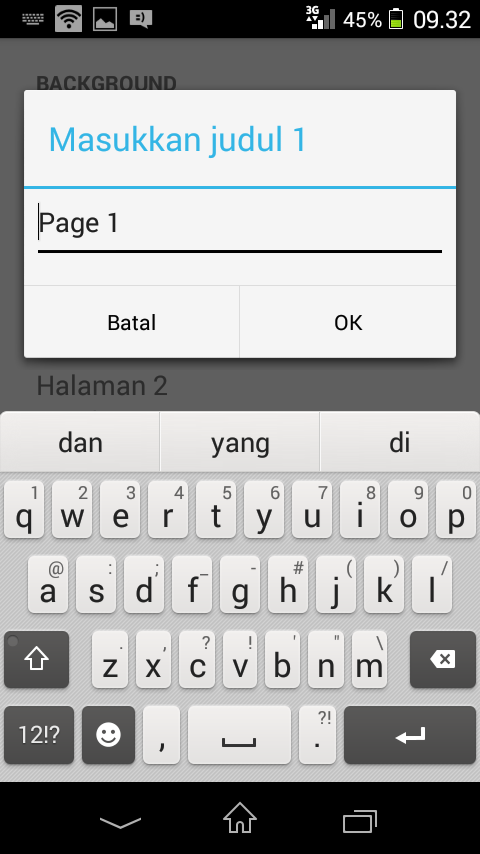 3G 45% 09.32
BACKGROUND
Masukkan judul 1
Page 1
Batal OK
Halaman 2
dan yang di
1 2 3 4 5 6 7 8 9 0
q w e r t y u i o p
@ : ; _ - # ( ) /
a s d f g h j k l
. , ? ! ' " \
z x c v b n m
12!? , . ?!